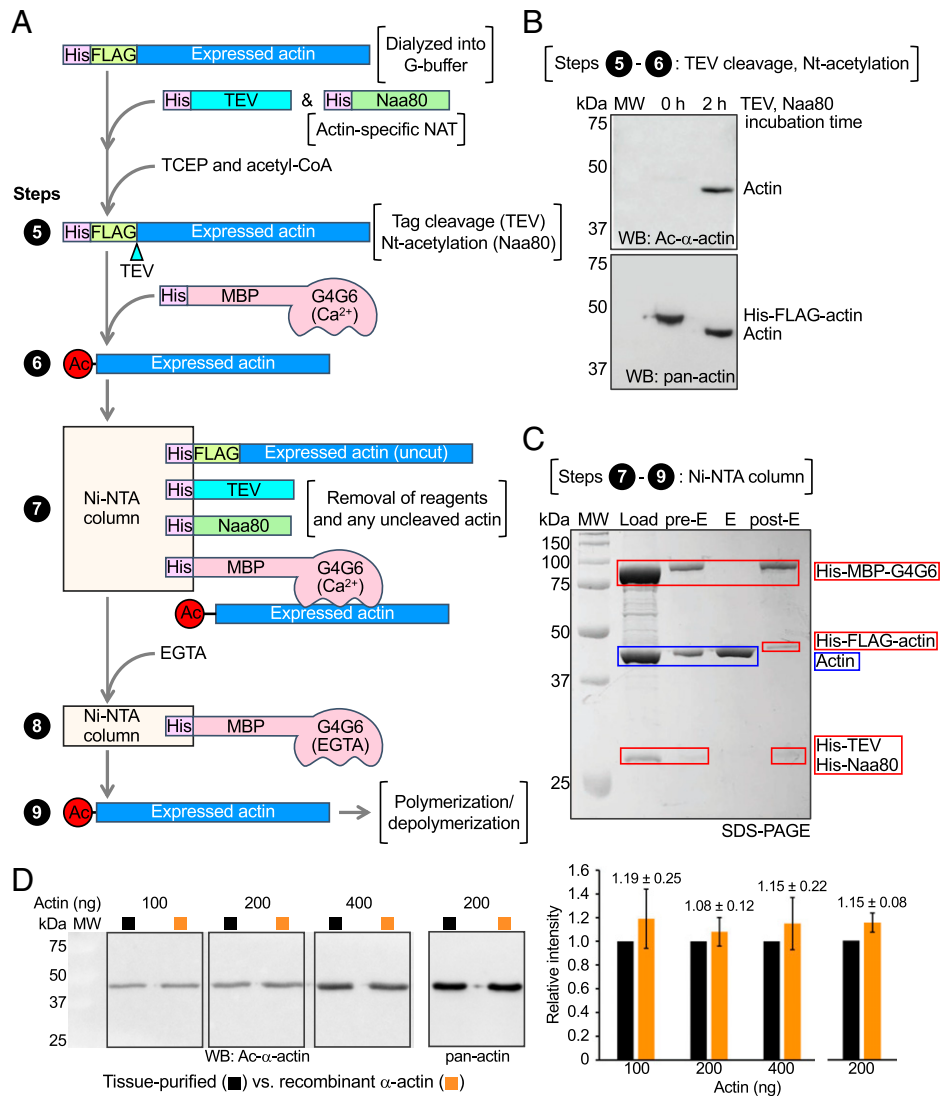 A
His FLAG Expressed actin
Dialyzed into
G-buffer
His TEV & His Naa80
Actin-specific NAT
TCEP and acetyl-CoA
Steps
5 His FLAG Expressed actin
Tag cleavage (TEV)
Nt-acetylation (Naa80)
TEV
His MBP G4G6
(Ca²⁺)
6 Ac Expressed actin
7 Ni-NTA
column
His FLAG Expressed actin (uncut)
His TEV
His Naa80
Removal of reagents
and any uncleaved actin
His MBP G4G6
(Ca²⁺)
Ac Expressed actin
EGTA
8 Ni-NTA
column
His MBP G4G6
(EGTA)
9 Ac Expressed actin
Polymerization/
depolymerization
B
Steps 5 - 6 : TEV cleavage, Nt-acetylation
kDa MW 0 h 2 h TEV, Naa80
incubation time
75
50
37
Actin
WB: Ac-α-actin
75
50
37
His-FLAG-actin
Actin
WB: pan-actin
C
Steps 7 - 9 : Ni-NTA column
kDa MW Load pre-E E post-E
150
100
75
50
37
25
His-MBP-G4G6
His-FLAG-actin
Actin
His-TEV
His-Naa80
SDS-PAGE
D
Actin (ng) 100 200 400 200
kDa MW
75
50
37
25
WB: Ac-α-actin pan-actin
Tissue-purified ( ) vs. recombinant α-actin ( )
Relative intensity
1.6
1.4
1.2
1.0
0.8
0.6
0.4
0.2
0
1.19 ± 0.25
1.08 ± 0.12
1.15 ± 0.22
1.15 ± 0.08
100 200 400 200
Actin (ng)